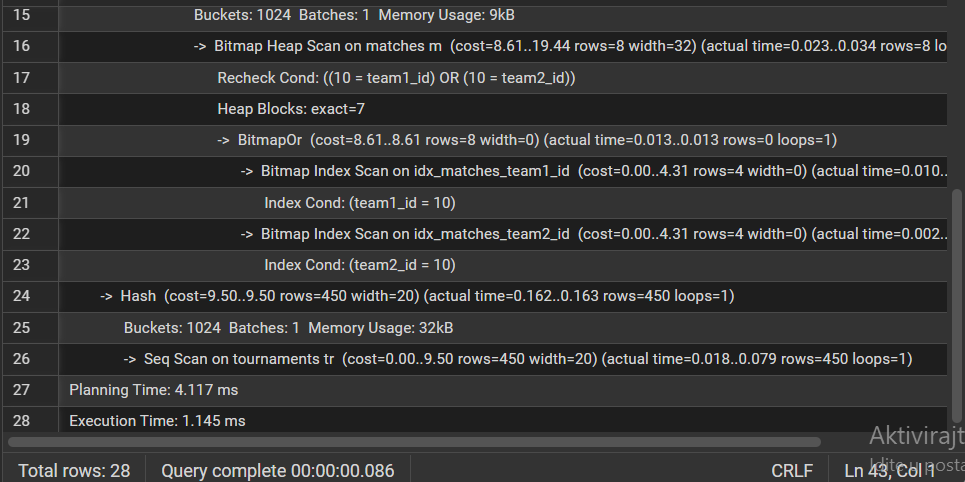 15 Buckets: 1024 Batches: 1 Memory Usage: 9kB
16 -> Bitmap Heap Scan on matches m (cost=8.61..19.44 rows=8 width=32) (actual time=0.023..0.034 rows=8 lo
17 Recheck Cond: ((10 = team1_id) OR (10 = team2_id))
18 Heap Blocks: exact=7
19 -> BitmapOr (cost=8.61..8.61 rows=8 width=0) (actual time=0.013..0.013 rows=0 loops=1)
20 -> Bitmap Index Scan on idx_matches_team1_id (cost=0.00..4.31 rows=4 width=0) (actual time=0.010..
21 Index Cond: (team1_id = 10)
22 -> Bitmap Index Scan on idx_matches_team2_id (cost=0.00..4.31 rows=4 width=0) (actual time=0.002..
23 Index Cond: (team2_id = 10)
24 -> Hash (cost=9.50..9.50 rows=450 width=20) (actual time=0.162..0.163 rows=450 loops=1)
25 Buckets: 1024 Batches: 1 Memory Usage: 32kB
26 -> Seq Scan on tournaments tr (cost=0.00..9.50 rows=450 width=20) (actual time=0.018..0.079 rows=450 loops=1)
27 Planning Time: 4.117 ms
28 Execution Time: 1.145 ms
Aktivirajt
Idite u posta
Total rows: 28 Query complete 00:00:00.086 CRLF Ln 43, Col 1